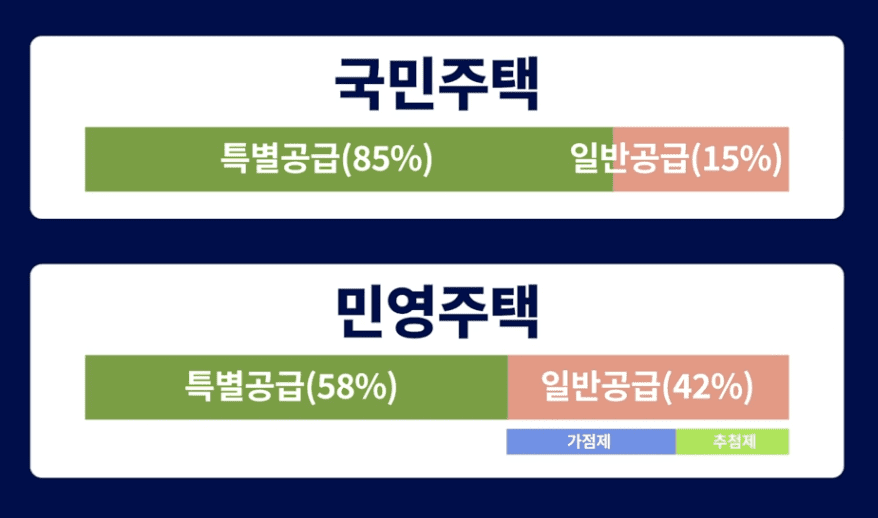 국민주택
특별공급(85%) 일반공급(15%)
민영주택
특별공급(58%) 일반공급(42%)
가점제 추첨제